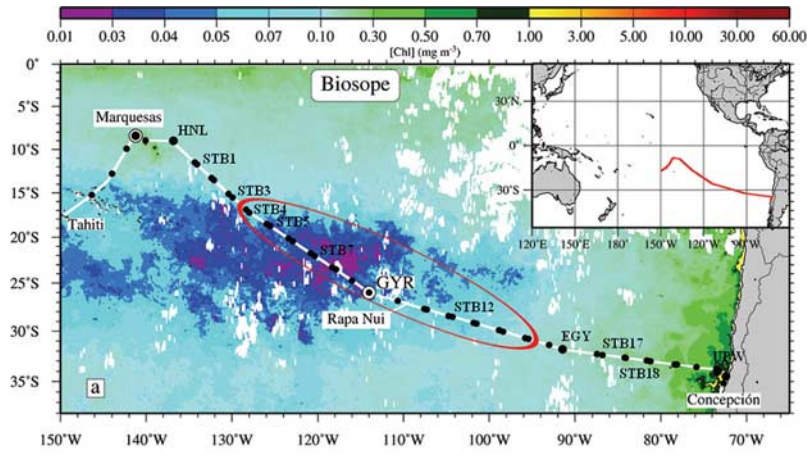 0.01 0.03 0.04 0.05 0.07 0.10 0.30 0.50 0.70 1.00 3.00 5.00 10.00 30.00 60.00
[Chl] (mg m⁻³)
0°
5°S
10°S
15°S
20°S
25°S
30°S
35°S
Biosope
Marquesas
HNL
STB1
STB3
STB4
STB5
Tahiti
STB7
GYR
Rapa Nui
STB12
EGY
STB17
STB18
UPW
Concepción
a
30°N
0°
30°S
120°E 150°E 180°E 150°W 120°W 90°W
150°W 140°W 130°W 120°W 110°W 100°W 90°W 80°W 70°W